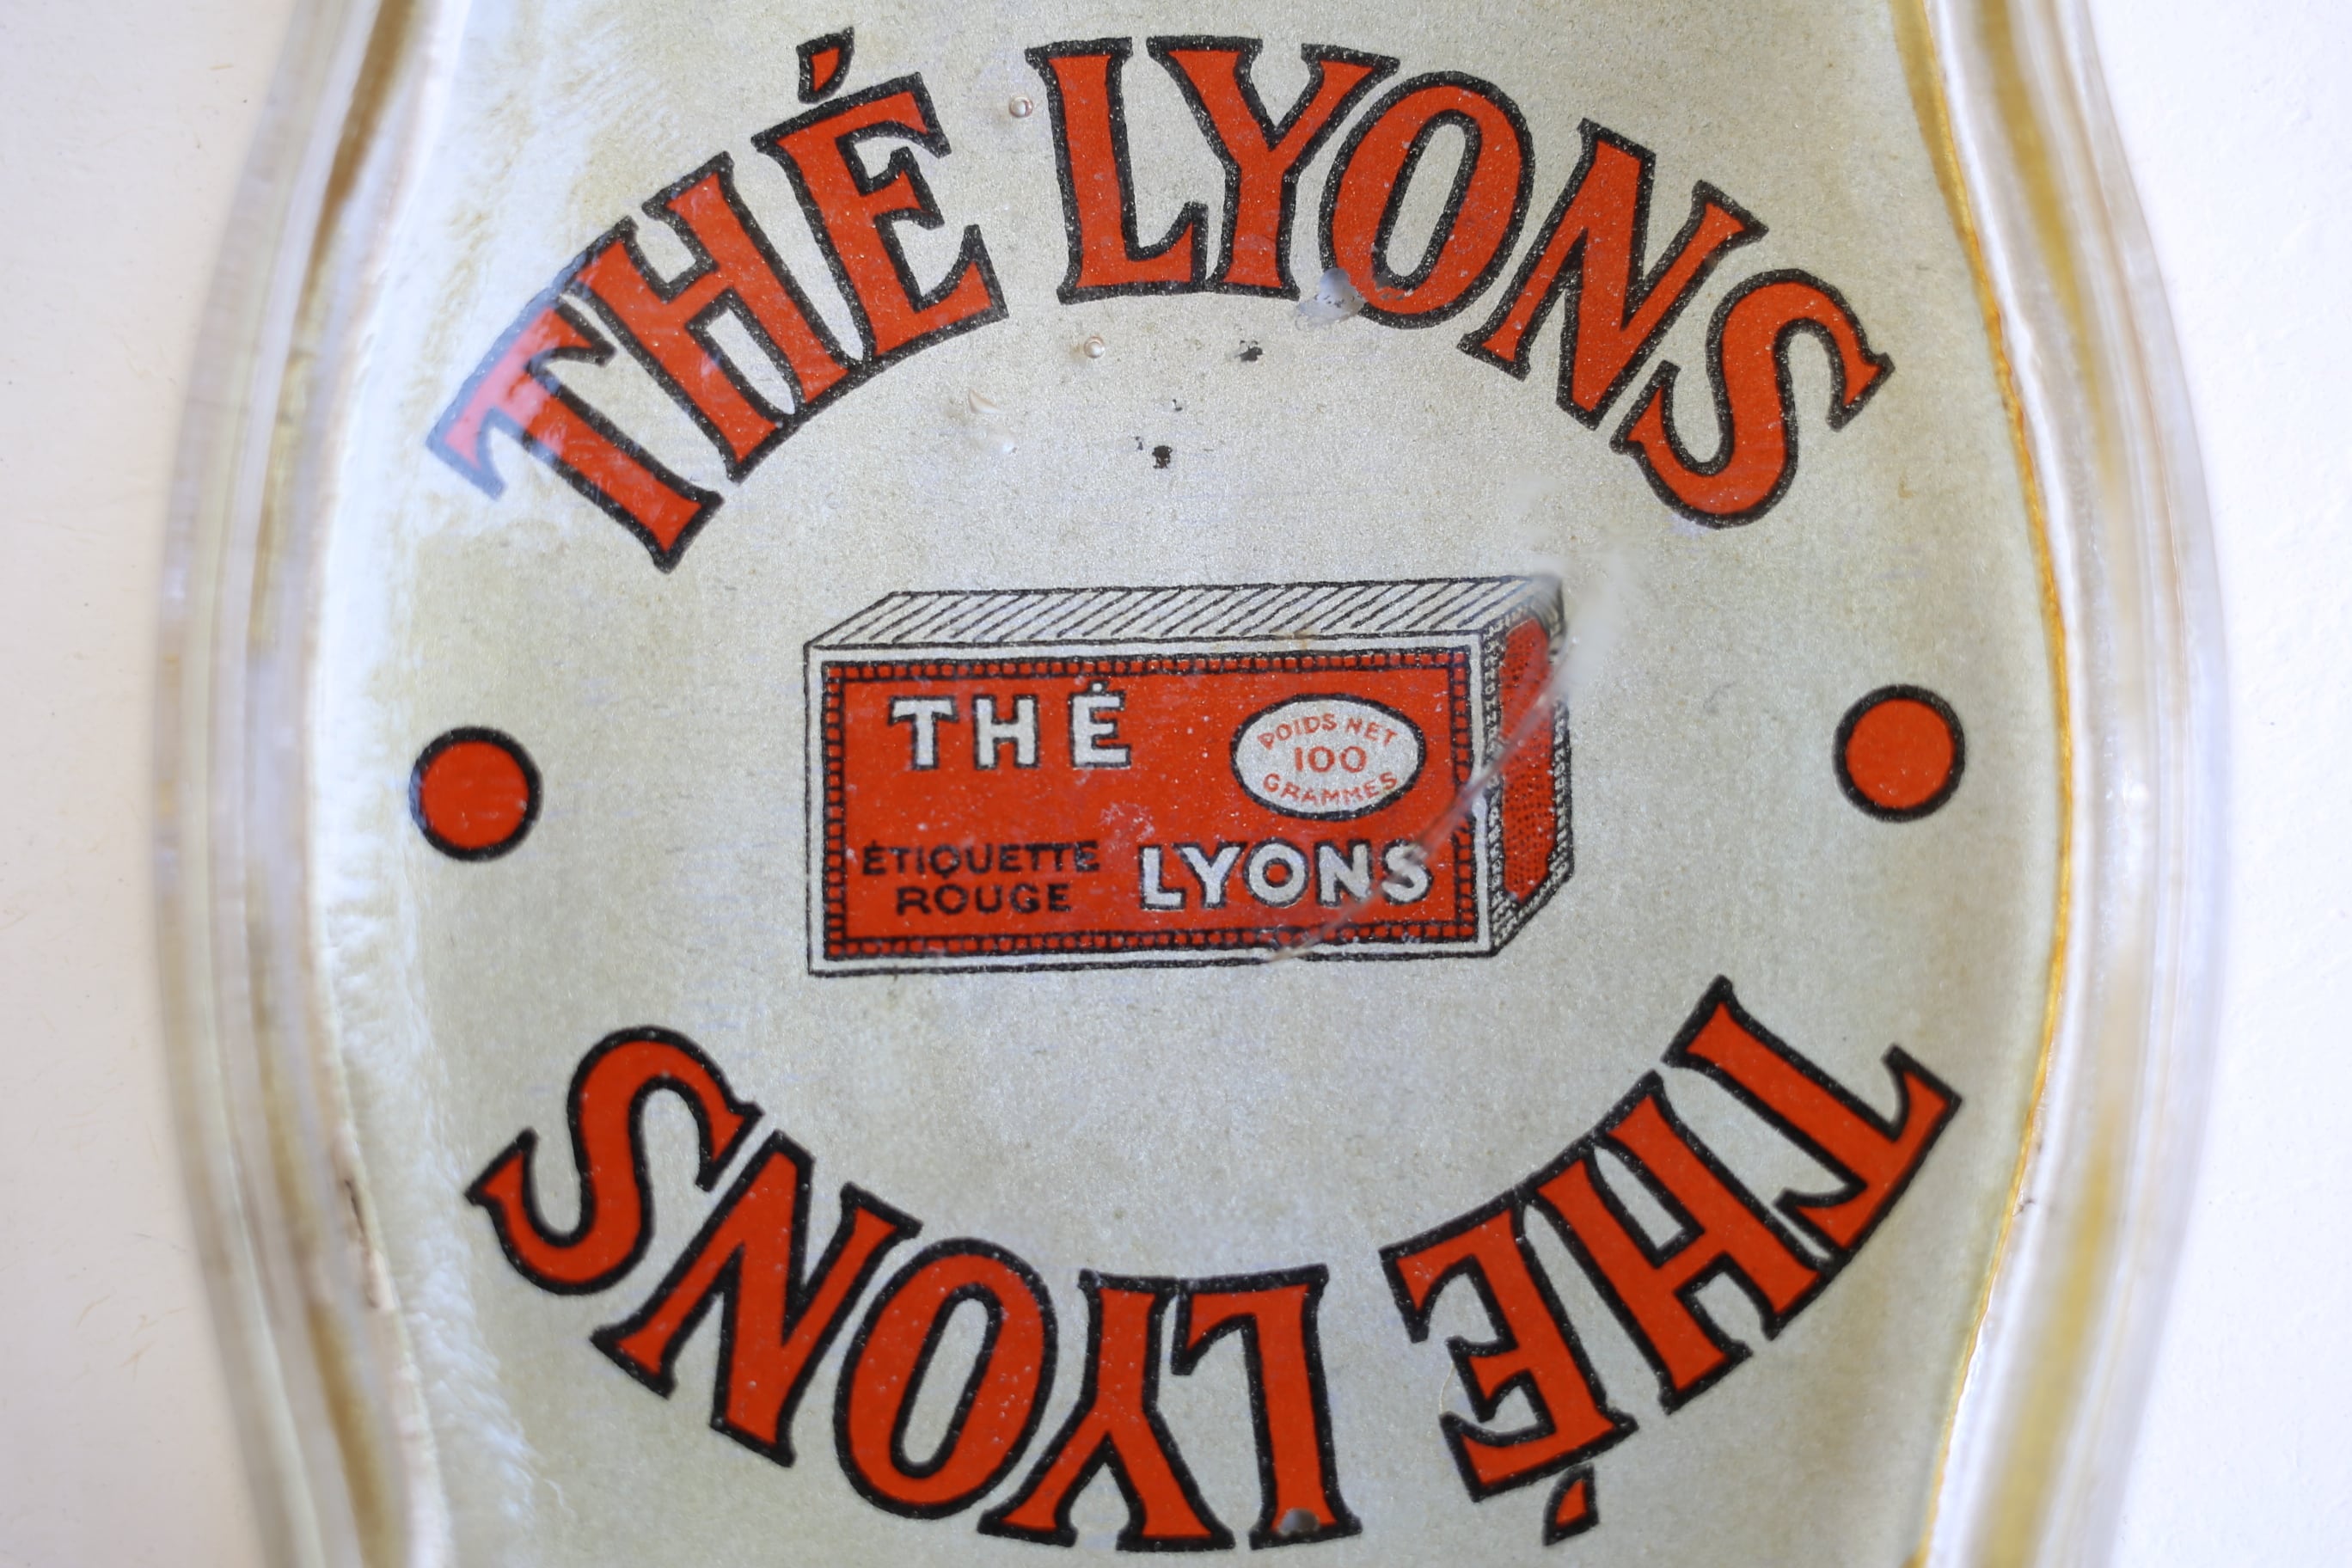 THÉ LYONS
THÉ
POIDS NET
100
GRAMMES
ÉTIQUETTE
ROUGE
LYONS
THÉ LYONS